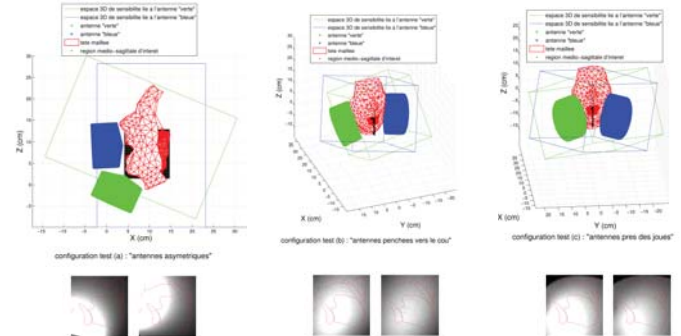 espace 3D de sensibilite lie a l'antenne "verte"
espace 3D de sensibilite lie a l'antenne "bleue"
antenne "verte"
antenne "bleue"
tete maillee
region medio-sagittale d'interet
Z (cm)
X (cm)
configuration test (a) : "antennes asymetriques"
espace 3D de sensibilite lie a l'antenne "verte"
espace 3D de sensibilite lie a l'antenne "bleue"
antenne "verte"
antenne "bleue"
tete maillee
region medio-sagittale d'interet
Z (cm)
X (cm)
Y (cm)
configuration test (b) : "antennes penchees vers le cou"
espace 3D de sensibilite lie a l'antenne "verte"
espace 3D de sensibilite lie a l'antenne "bleue"
antenne "verte"
antenne "bleue"
tete maillee
region medio-sagittale d'interet
Z (cm)
X (cm)
Y (cm)
configuration test (c) : "antennes pres des joues"